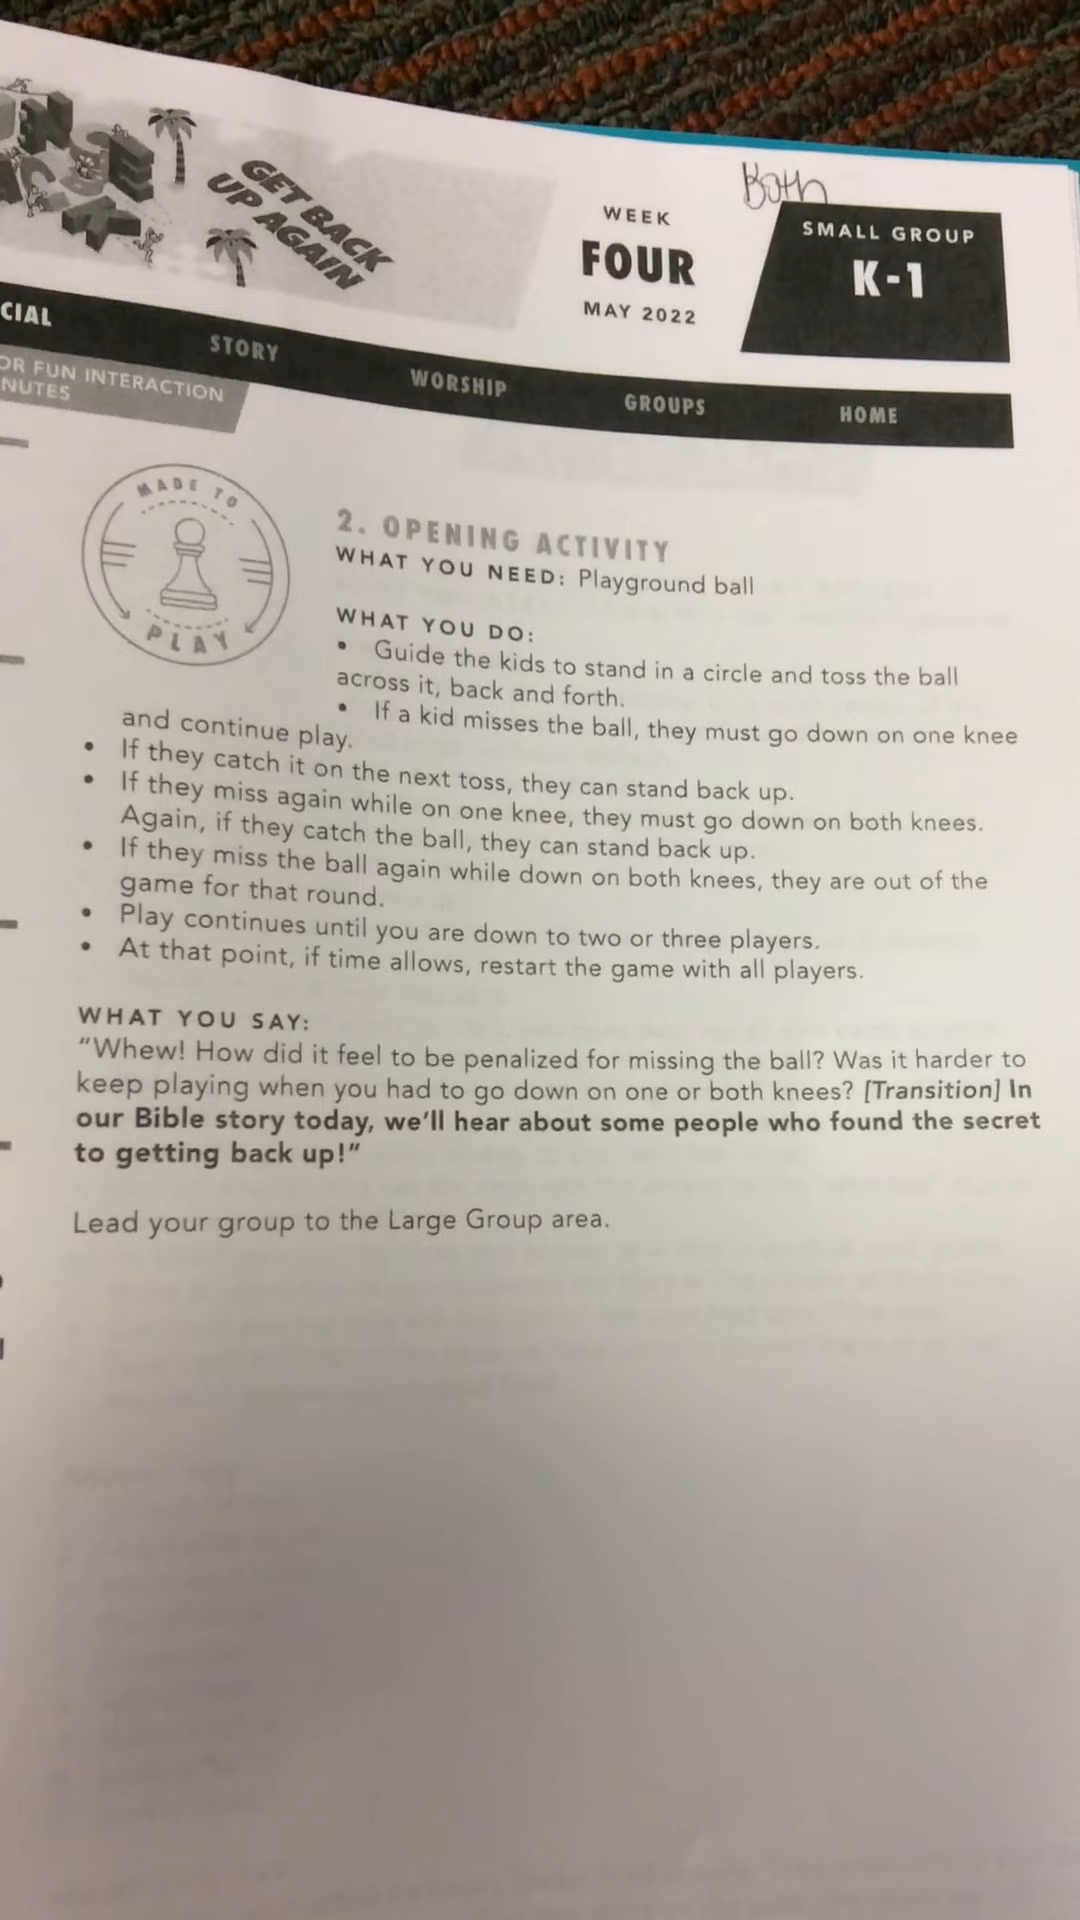 GET BACK
UP AGAIN
Both
WEEK
FOUR
MAY 2022
SMALL GROUP
K-1
CIAL
STORY
WORSHIP
GROUPS
HOME
OR FUN INTERACTION
NUTES
MADE TO
PLAY
2. OPENING ACTIVITY
WHAT YOU NEED: Playground ball
WHAT YOU DO:
• Guide the kids to stand in a circle and toss the ball
across it, back and forth.
• If a kid misses the ball, they must go down on one knee
and continue play.
• If they catch it on the next toss, they can stand back up.
• If they miss again while on one knee, they must go down on both knees.
Again, if they catch the ball, they can stand back up.
• If they miss the ball again while down on both knees, they are out of the
game for that round.
• Play continues until you are down to two or three players.
• At that point, if time allows, restart the game with all players.
WHAT YOU SAY:
"Whew! How did it feel to be penalized for missing the ball? Was it harder to
keep playing when you had to go down on one or both knees? [Transition] In
our Bible story today, we'll hear about some people who found the secret
to getting back up!"
Lead your group to the Large Group area.